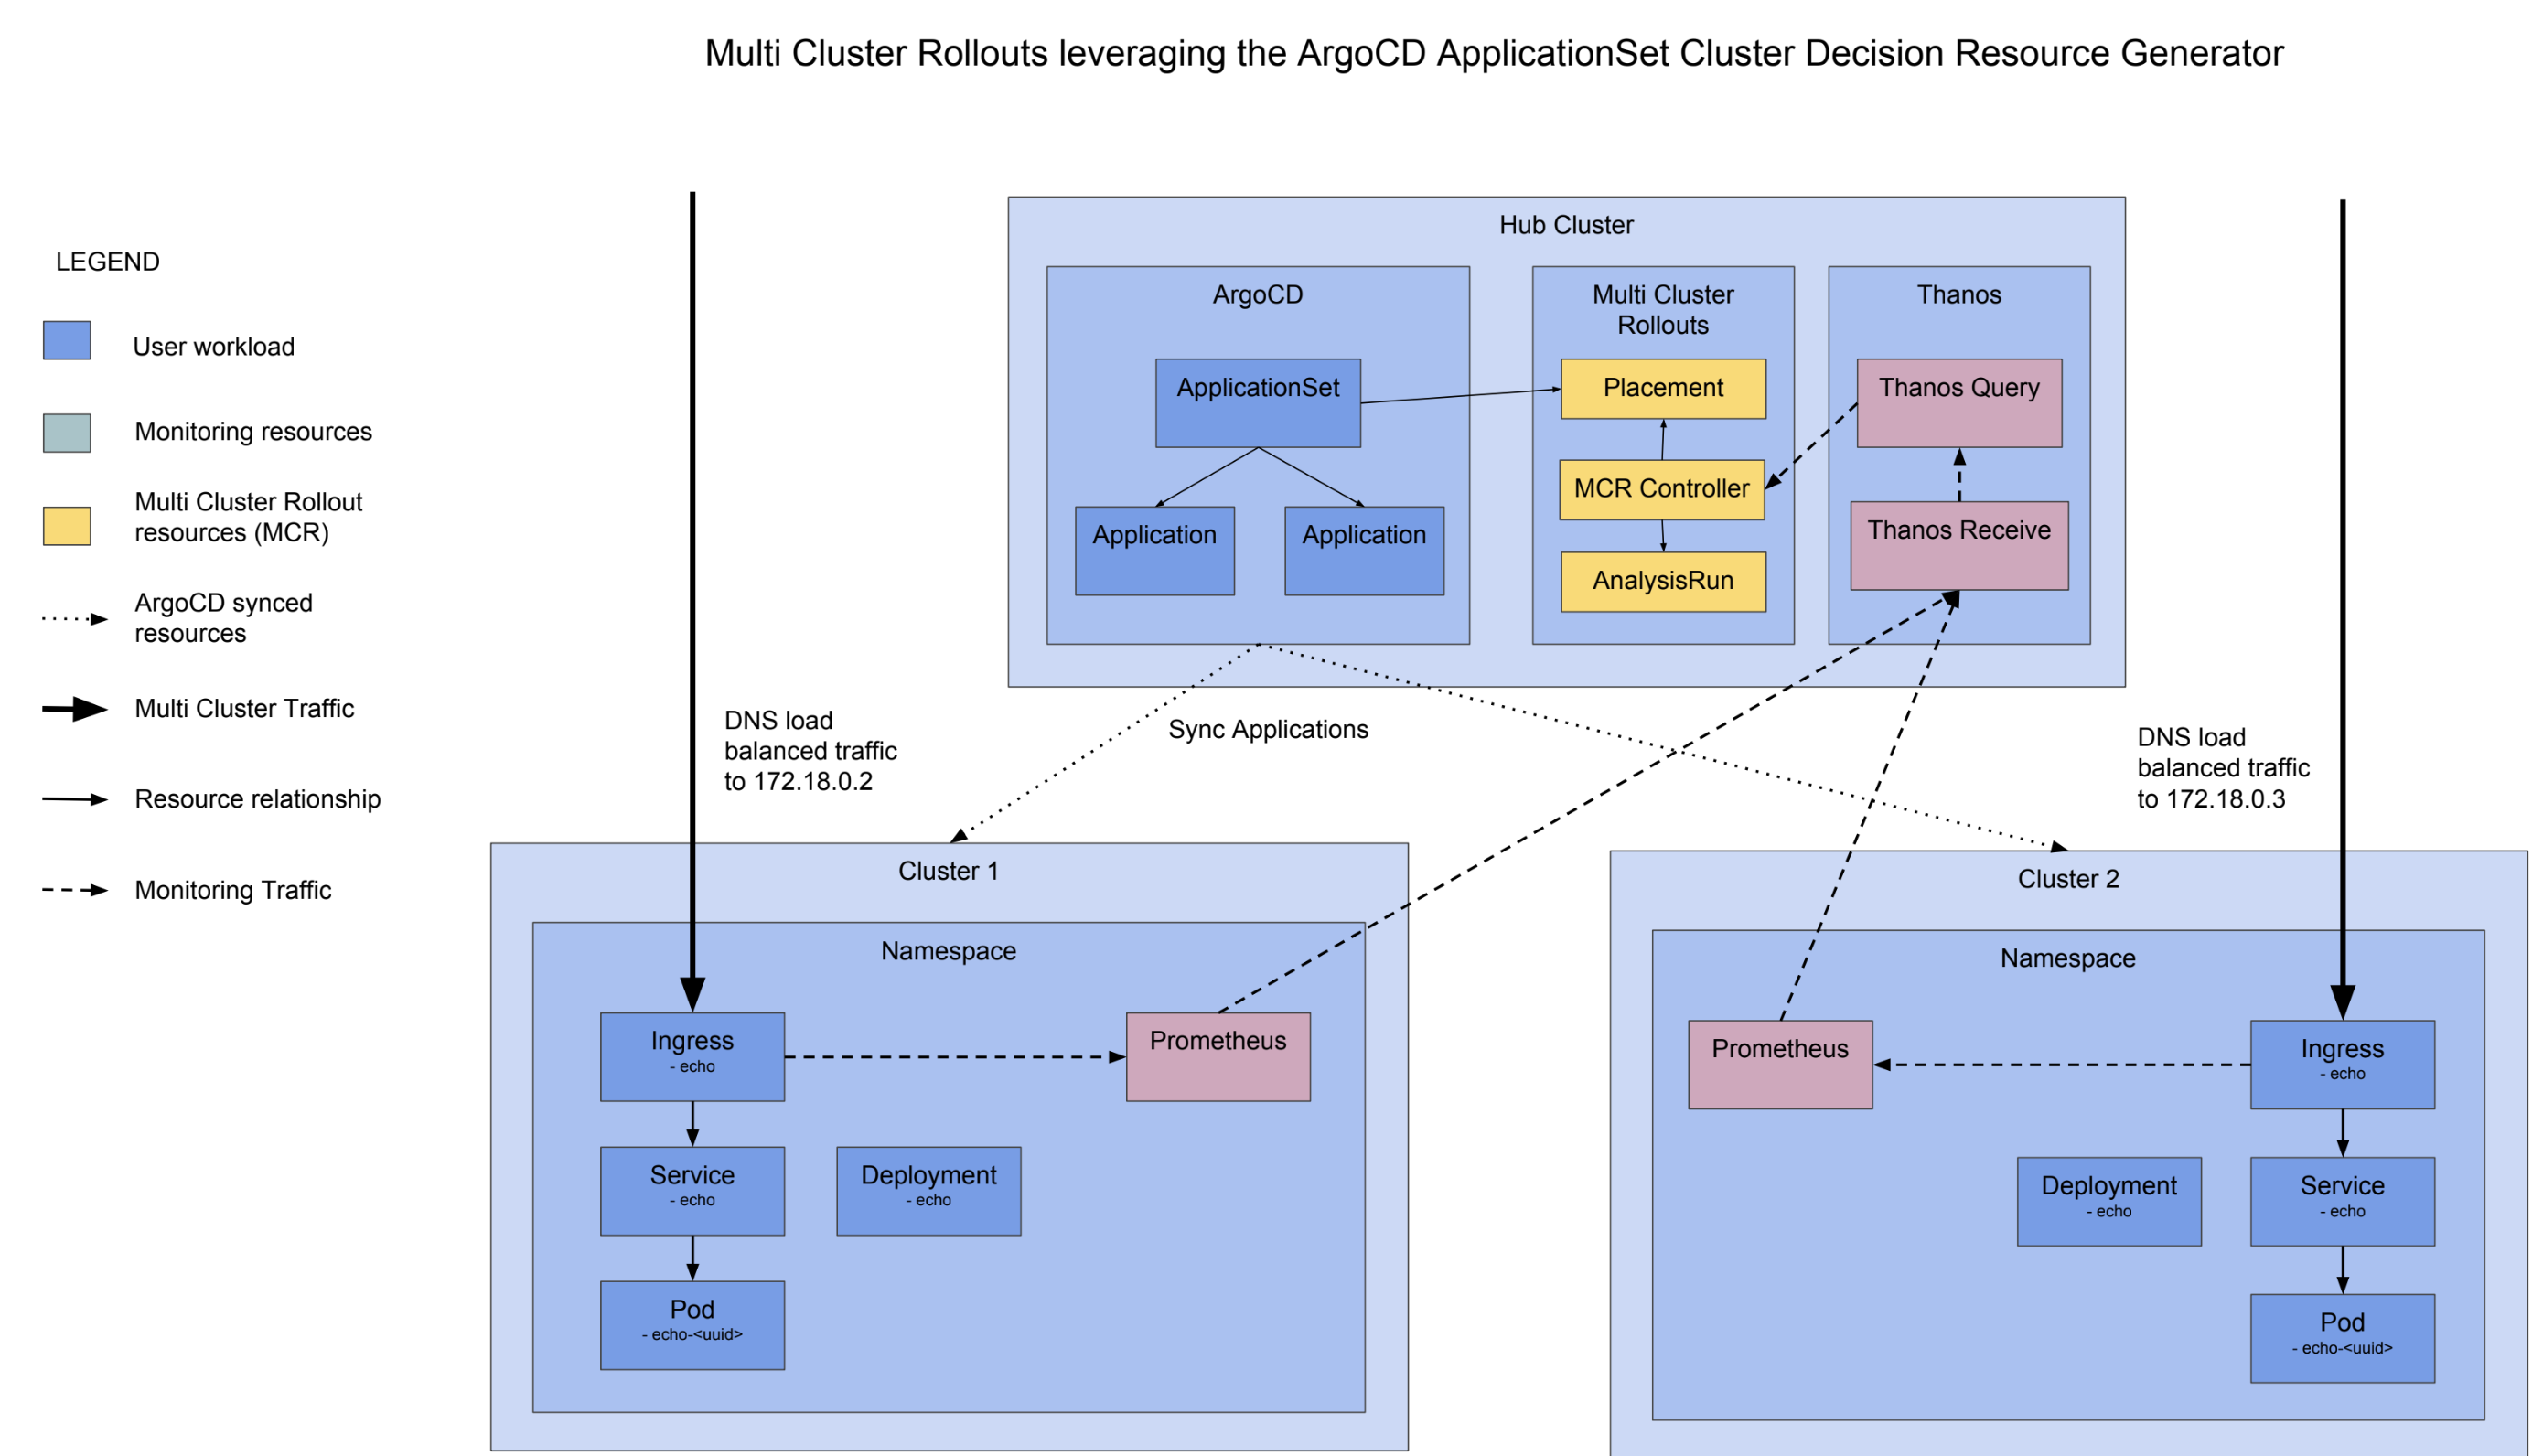 Multi Cluster Rollouts leveraging the ArgoCD ApplicationSet Cluster Decision Resource Generator
LEGEND
User workload
Monitoring resources
Multi Cluster Rollout
resources (MCR)
ArgoCD synced
resources
Multi Cluster Traffic
Resource relationship
Monitoring Traffic
Hub Cluster
ArgoCD
ApplicationSet
Application
Application
Multi Cluster
Rollouts
Placement
MCR Controller
AnalysisRun
Thanos
Thanos Query
Thanos Receive
DNS load
balanced traffic
to 172.18.0.2
Sync Applications
DNS load
balanced traffic
to 172.18.0.3
Cluster 1
Namespace
Ingress
- echo
Prometheus
Service
- echo
Deployment
- echo
Pod
- echo-<uuid>
Cluster 2
Namespace
Prometheus
Ingress
- echo
Deployment
- echo
Service
- echo
Pod
- echo-<uuid>